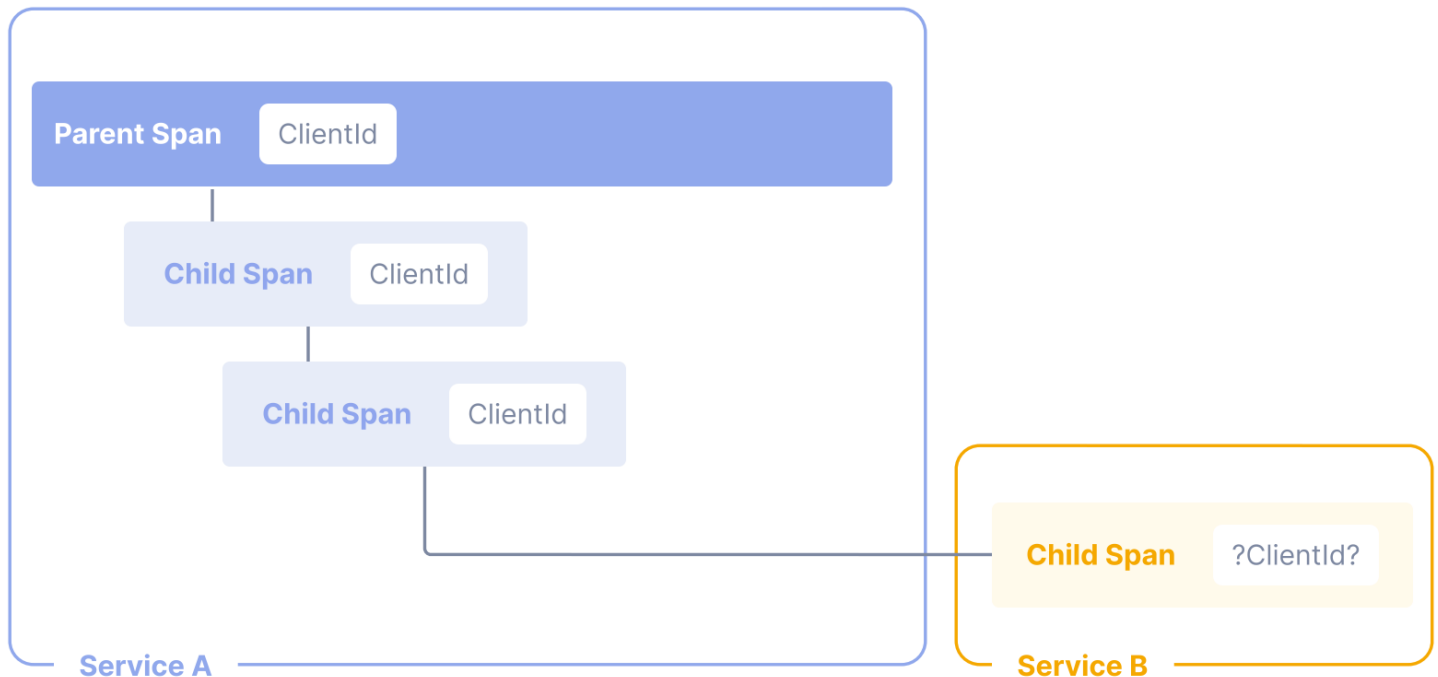 Parent Span ClientId
Child Span ClientId
Child Span ClientId
Child Span ?ClientId?
Service A
Service B